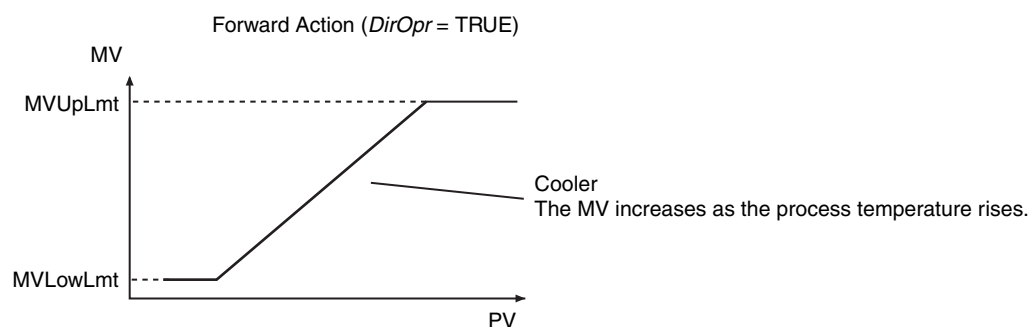 Forward Action (DirOpr = TRUE)
MV
MVUpLmt
Cooler
The MV increases as the process temperature rises.
MVLowLmt
PV